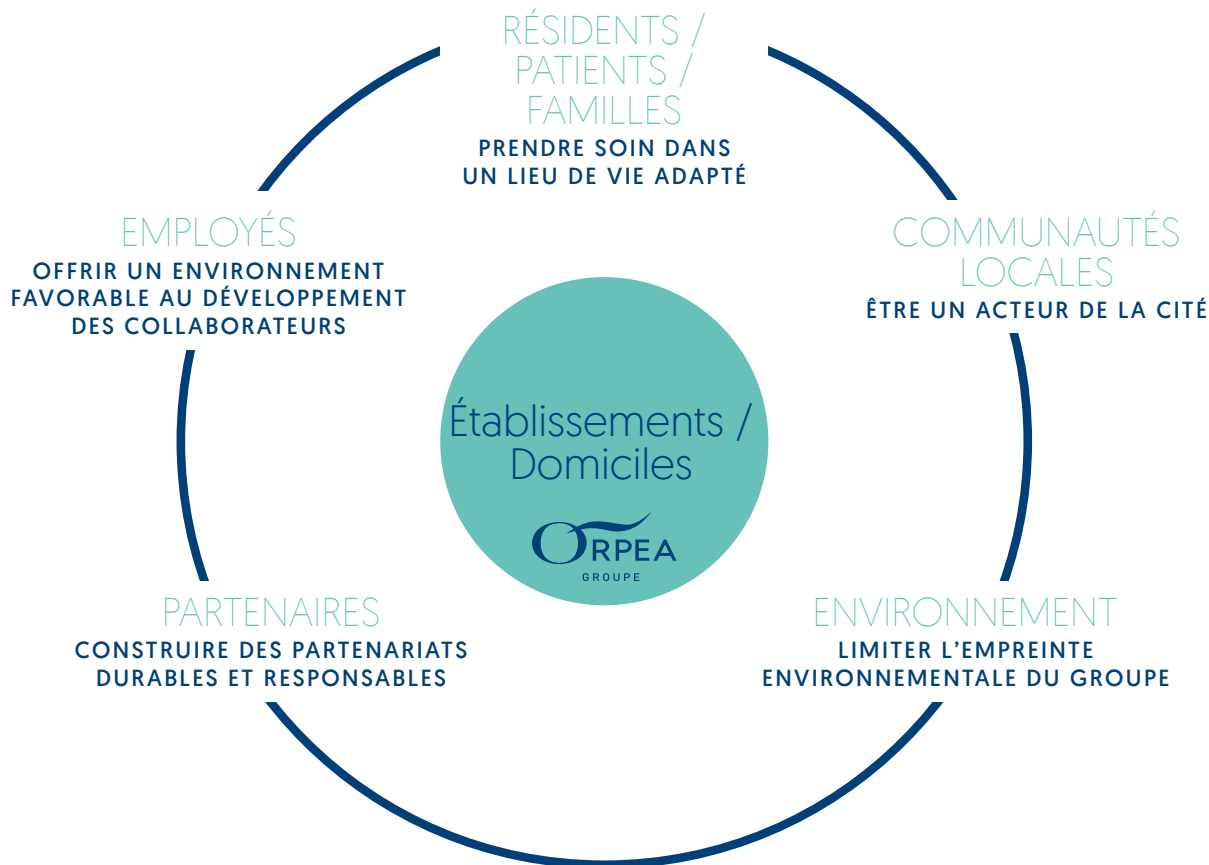 RÉSIDENTS /
PATIENTS /
FAMILLES
PRENDRE SOIN DANS
UN LIEU DE VIE ADAPTÉ
EMPLOYÉS
OFFRIR UN ENVIRONNEMENT
FAVORABLE AU DÉVELOPPEMENT
DES COLLABORATEURS
COMMUNAUTÉS
LOCALES
ÊTRE UN ACTEUR DE LA CITÉ
Établissements /
Domiciles
ORPEA
GROUPE
PARTENAIRES
CONSTRUIRE DES PARTENARIATS
DURABLES ET RESPONSABLES
ENVIRONNEMENT
LIMITER L'EMPREINTE
ENVIRONNEMENTALE DU GROUPE